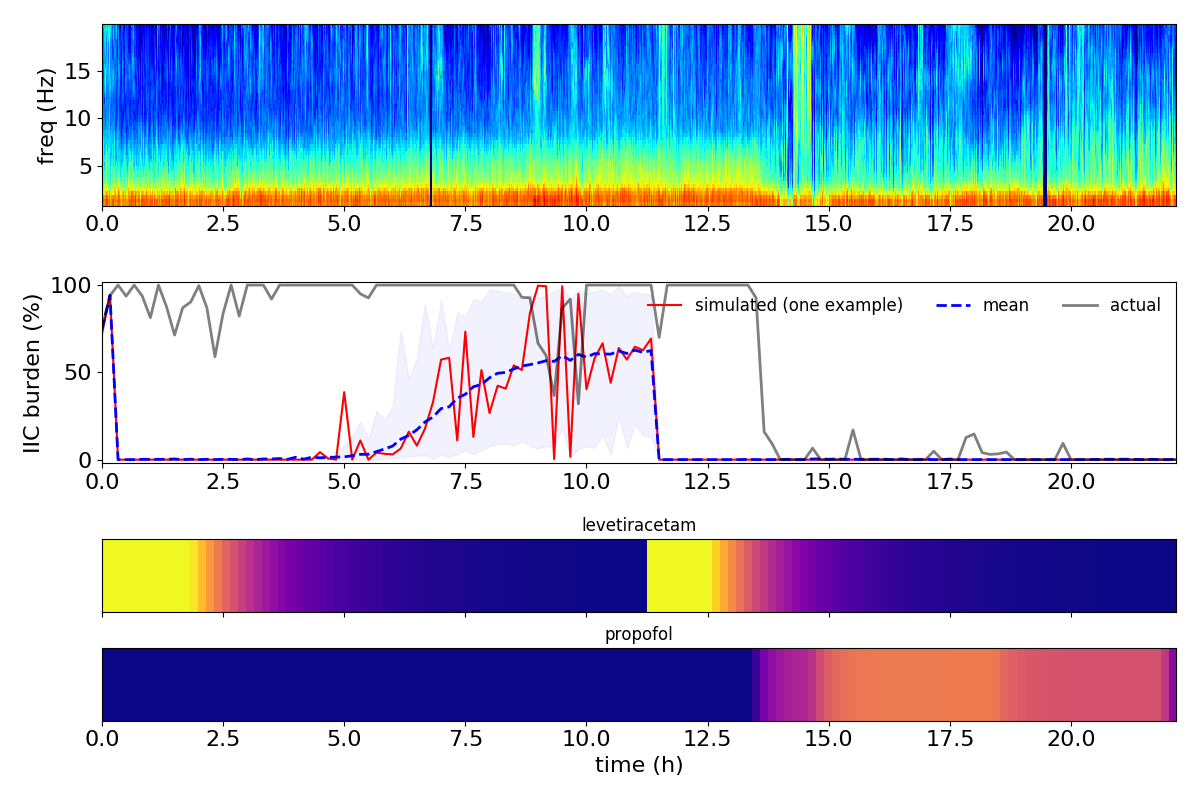 freq (Hz)
15
10
5
0.0 2.5 5.0 7.5 10.0 12.5 15.0 17.5 20.0
IIC burden (%)
100
50
0
simulated (one example) mean actual
0.0 2.5 5.0 7.5 10.0 12.5 15.0 17.5 20.0
levetiracetam
propofol
0.0 2.5 5.0 7.5 10.0 12.5 15.0 17.5 20.0
time (h)